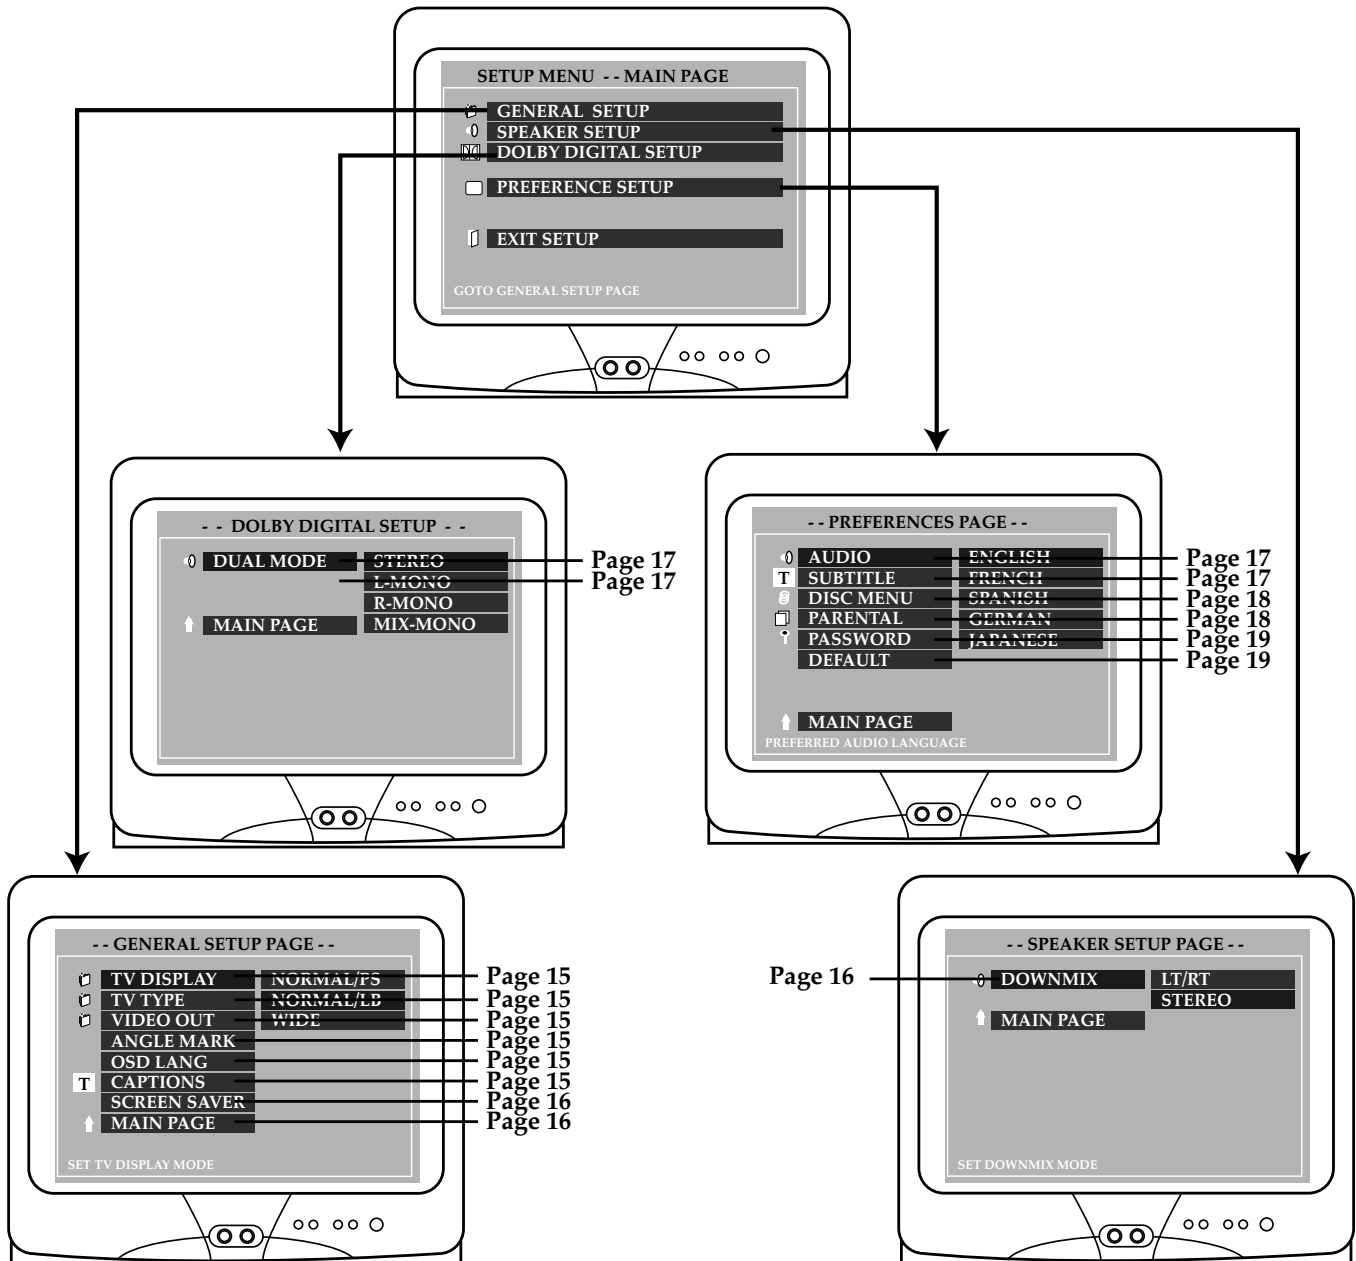 SETUP MENU - - MAIN PAGE
GENERAL SETUP
SPEAKER SETUP
DOLBY DIGITAL SETUP
PREFERENCE SETUP
EXIT SETUP
GOTO GENERAL SETUP PAGE
- - DOLBY DIGITAL SETUP - -
DUAL MODE STEREO Page 17
L-MONO Page 17
R-MONO
MAIN PAGE MIX-MONO
- - PREFERENCES PAGE - -
AUDIO ENGLISH Page 17
T SUBTITLE FRENCH Page 17
DISC MENU SPANISH Page 18
PARENTAL GERMAN Page 18
PASSWORD JAPANESE Page 19
DEFAULT Page 19
MAIN PAGE
PREFERRED AUDIO LANGUAGE
- - GENERAL SETUP PAGE - -
TV DISPLAY NORMAL/PS Page 15
TV TYPE NORMAL/LB Page 15
VIDEO OUT WIDE Page 15
ANGLE MARK Page 15
OSD LANG Page 15
T CAPTIONS Page 15
SCREEN SAVER Page 16
MAIN PAGE Page 16
SET TV DISPLAY MODE
- - SPEAKER SETUP PAGE - -
Page 16 DOWNMIX LT/RT
STEREO
MAIN PAGE
SET DOWNMIX MODE